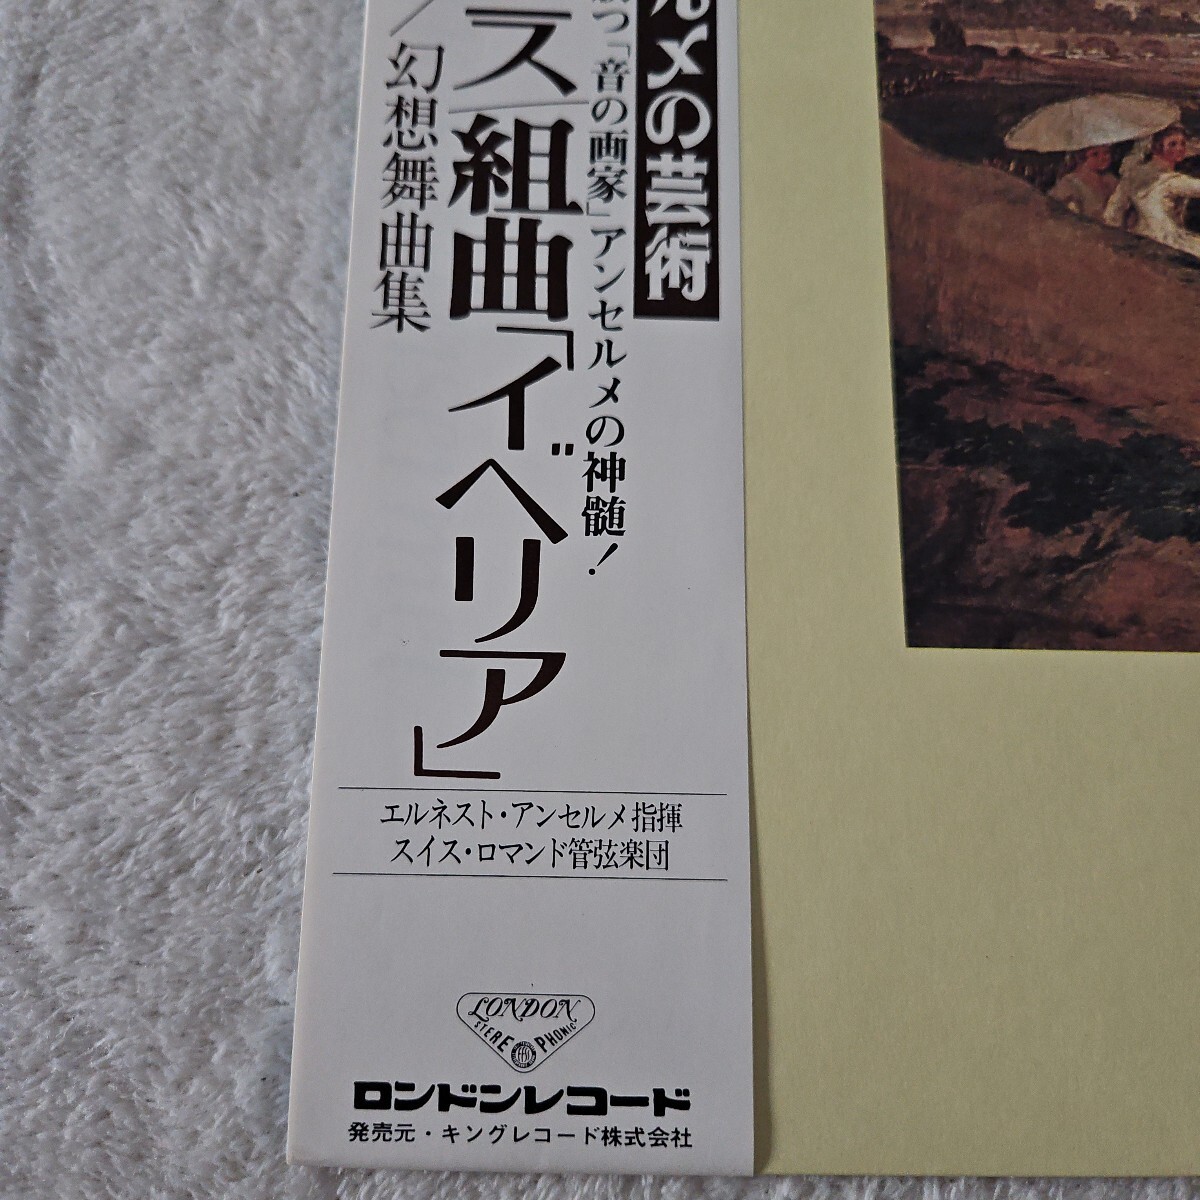 ルメの芸術
つ「音の画家」アンセルメの神髄！
ス 組曲「イベリア」
／幻想舞曲集
エルネスト・アンセルメ指揮
スイス・ロマンド管弦楽団
LONDON
STEREOPHONIC
ロンドンレコード
発売元・キングレコード株式会社